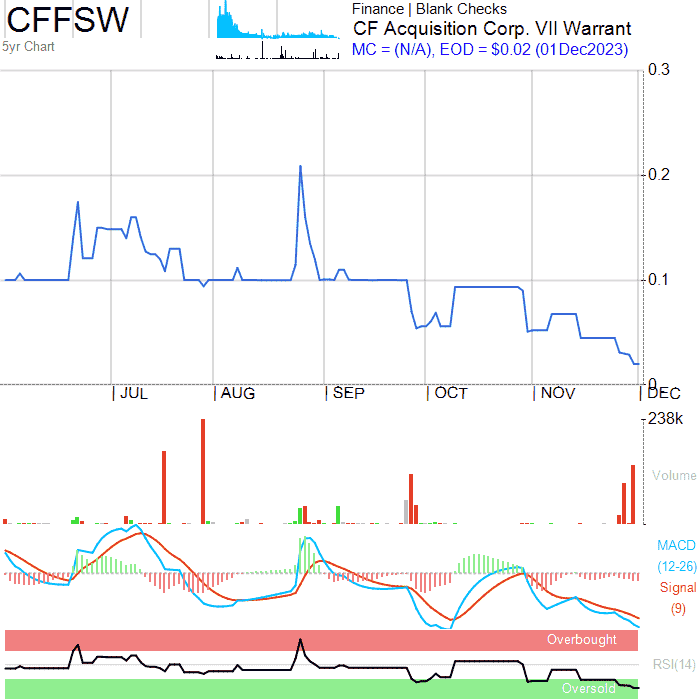 CFFSW
5yr Chart
Finance | Blank Checks
CF Acquisition Corp. VII Warrant
MC = (N/A), EOD = $0.02 (01Dec2023)
0.3
0.2
0.1
0
| JUL | AUG | SEP | OCT | NOV | DEC
238k
Volume
MACD
(12-26)
Signal
(9)
Overbought
RSI(14)
Oversold